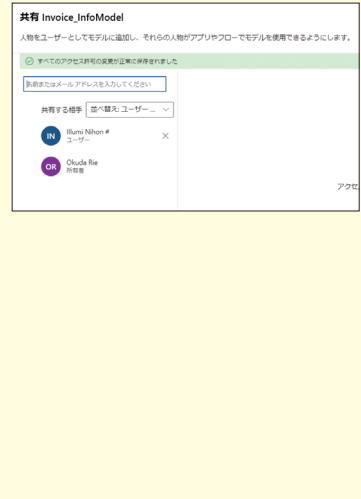 共有 Invoice_InfoModel
人物をユーザーとしてモデルに追加し、それらの人物がアプリやフローでモデルを使用できるようにします。
すべてのアクセス許可の変更が正常に保存されました
名前またはメール アドレスを入力してください
共有する相手 並べ替え: ユーザー ...
IN Illumi Nihon #
ユーザー
OR Okuda Rie
所有者
アクセ